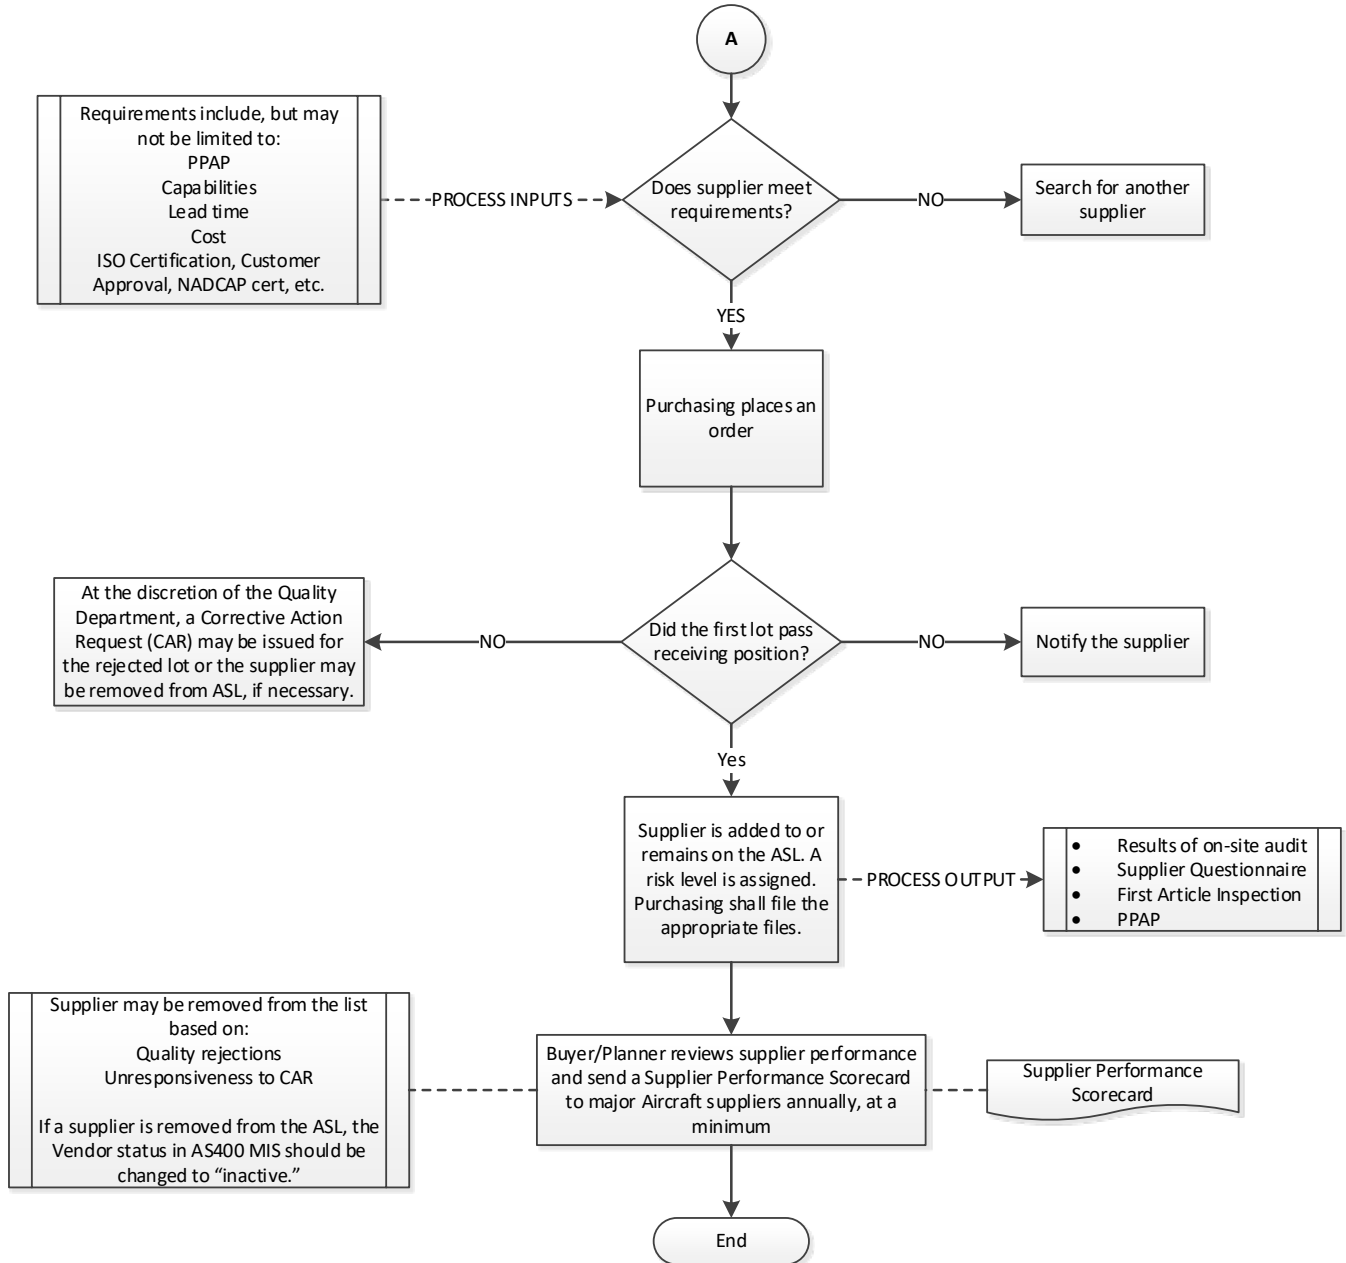 A
Requirements include, but may
not be limited to:
PPAP
Capabilities
Lead time
Cost
ISO Certification, Customer
Approval, NADCAP cert, etc.
PROCESS INPUTS
Does supplier meet
requirements?
NO
Search for another
supplier
YES
Purchasing places an
order
At the discretion of the Quality
Department, a Corrective Action
Request (CAR) may be issued for
the rejected lot or the supplier may
be removed from ASL, if necessary.
NO
Did the first lot pass
receiving position?
NO
Notify the supplier
Yes
Supplier is added to or
remains on the ASL. A
risk level is assigned.
Purchasing shall file the
appropriate files.
PROCESS OUTPUT
• Results of on-site audit
• Supplier Questionnaire
• First Article Inspection
• PPAP
Supplier may be removed from the list
based on:
Quality rejections
Unresponsiveness to CAR
If a supplier is removed from the ASL, the
Vendor status in AS400 MIS should be
changed to “inactive.”
Buyer/Planner reviews supplier performance
and send a Supplier Performance Scorecard
to major Aircraft suppliers annually, at a
minimum
Supplier Performance
Scorecard
End